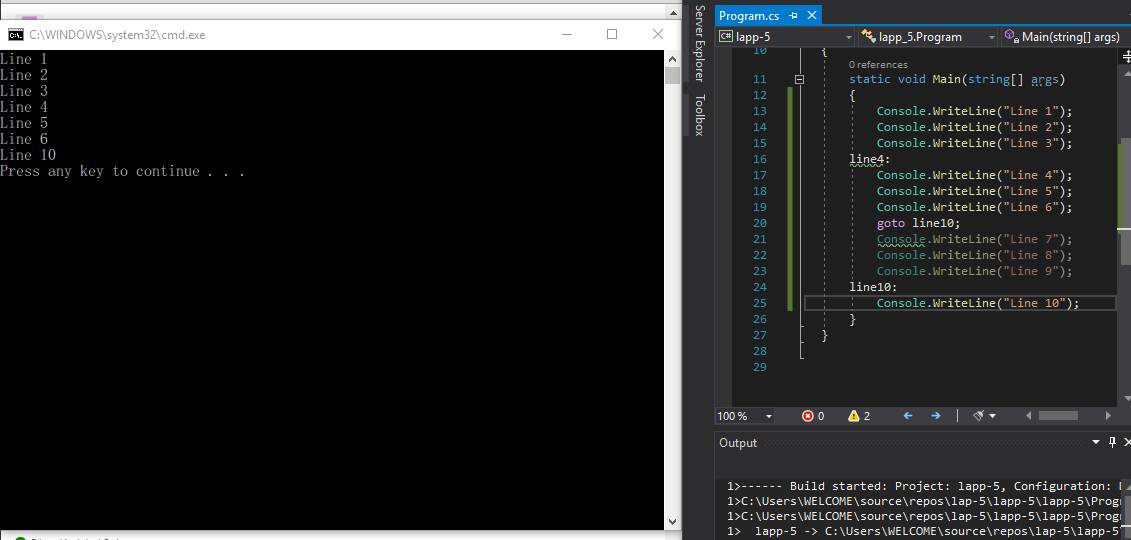 C:\WINDOWS\system32\cmd.exe
Line 1
Line 2
Line 3
Line 4
Line 5
Line 6
Line 10
Press any key to continue . . .
Server Explorer
Toolbox
Program.cs
C# lapp-5
lapp_5.Program
Main(string[] args)
10 {
0 references
11 static void Main(string[] args)
12 {
13 Console.WriteLine("Line 1");
14 Console.WriteLine("Line 2");
15 Console.WriteLine("Line 3");
16 line4:
17 Console.WriteLine("Line 4");
18 Console.WriteLine("Line 5");
19 Console.WriteLine("Line 6");
20 goto line10;
21 Console.WriteLine("Line 7");
22 Console.WriteLine("Line 8");
23 Console.WriteLine("Line 9");
24 line10:
25 Console.WriteLine("Line 10");
26 }
27 }
28
29
100 %
0
2
Output
1>------ Build started: Project: lapp-5, Configuration:
1>C:\Users\WELCOME\source\repos\lap-5\lapp-5\lapp-5\Prog
1>C:\Users\WELCOME\source\repos\lap-5\lapp-5\lapp-5\Prog
1> lapp-5 -> C:\Users\WELCOME\source\repos\lap-5\lapp-5